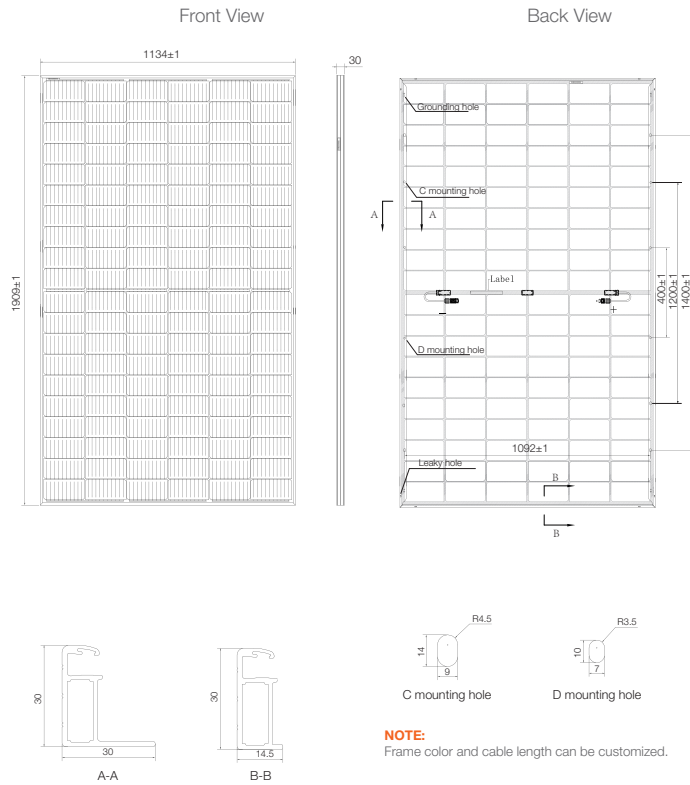 Front View
Back View
1134±1
30
1909±1
Grounding hole
C mounting hole
A
A
Label
−
+
D mounting hole
400±1
1200±1
1400±1
1092±1
Leaky hole
B
B
30
30
A-A
30
14.5
B-B
R4.5
14
9
C mounting hole
R3.5
10
7
D mounting hole
NOTE:
Frame color and cable length can be customized.